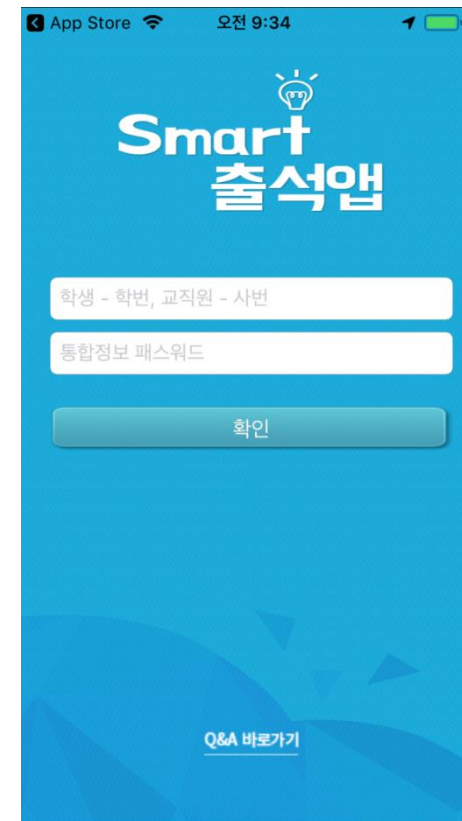 App Store 오전 9:34
Smart
출석앱
학생 - 학번, 교직원 - 사번
통합정보 패스워드
확인
Q&A 바로가기